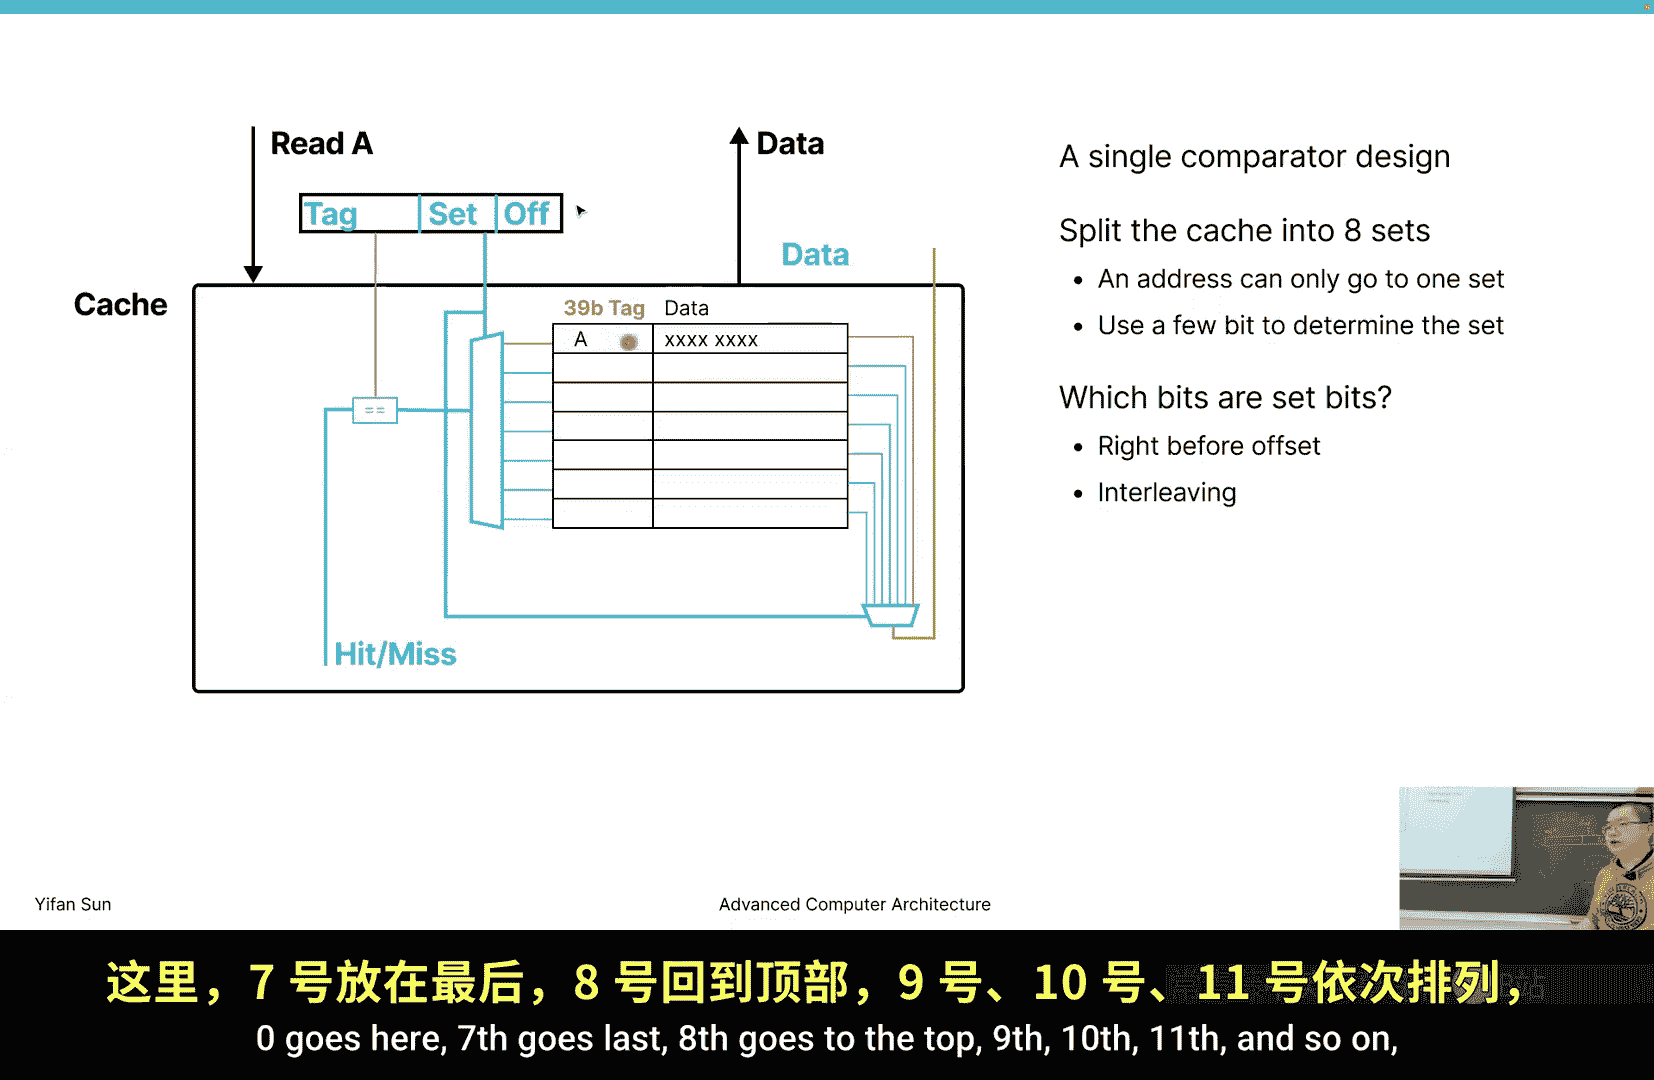 Read A
Data
A single comparator design
Tag Set Off
Split the cache into 8 sets
Data
• An address can only go to one set
Cache
39b Tag Data
• Use a few bit to determine the set
A xxxx xxxx
Which bits are set bits?
==
• Right before offset
• Interleaving
Hit/Miss
Yifan Sun
Advanced Computer Architecture
这里，7 号放在最后，8 号回到顶部，9 号、10 号、11 号依次排列，
0 goes here, 7th goes last, 8th goes to the top, 9th, 10th, 11th, and so on,